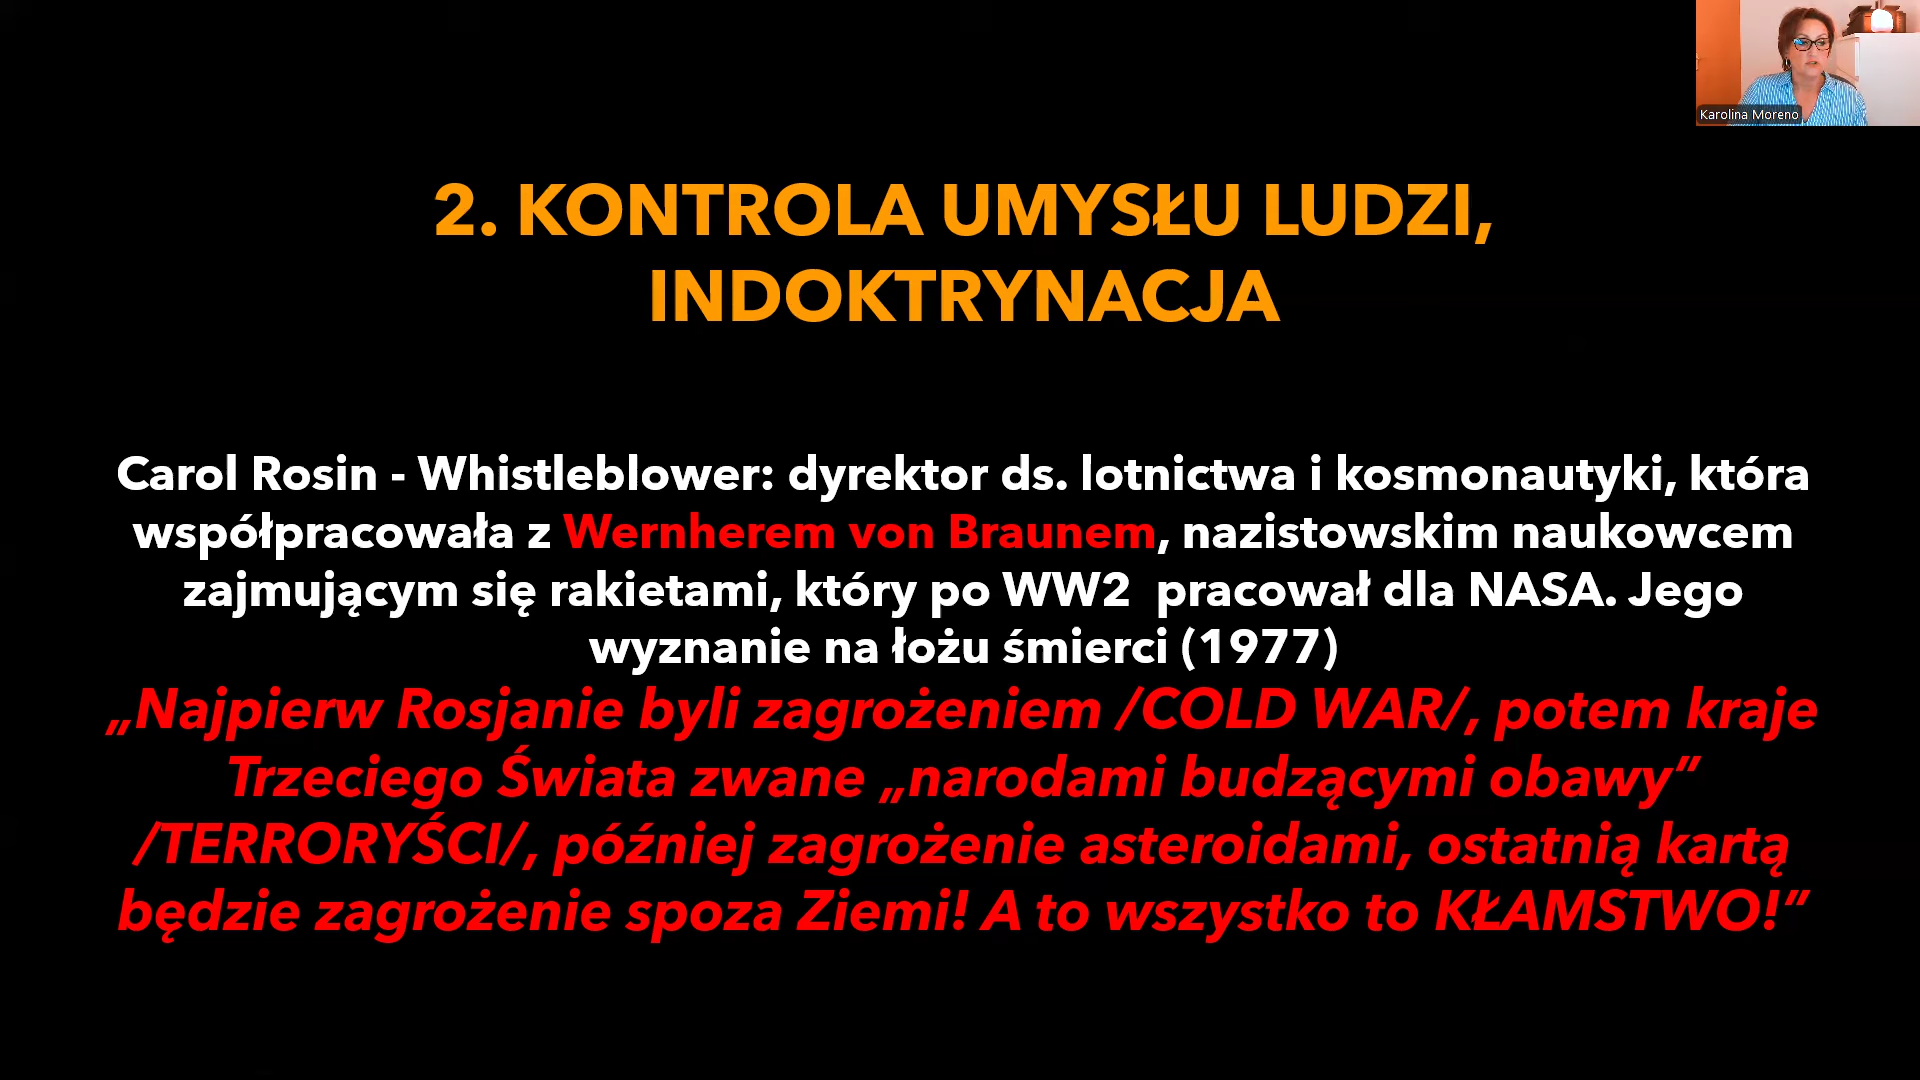 Karolina Moreno
2. KONTROLA UMYSŁU LUDZI,
INDOKTRYNACJA
Carol Rosin - Whistleblower: dyrektor ds. lotnictwa i kosmonautyki, która
współpracowała z Wernherem von Braunem, nazistowskim naukowcem
zajmującym się rakietami, który po WW2  pracował dla NASA. Jego
wyznanie na łożu śmierci (1977)
„Najpierw Rosjanie byli zagrożeniem /COLD WAR/, potem kraje
Trzeciego Świata zwane „narodami budzącymi obawy”
/TERRORYŚCI/, później zagrożenie asteroidami, ostatnią kartą
będzie zagrożenie spoza Ziemi! A to wszystko to KŁAMSTWO!”